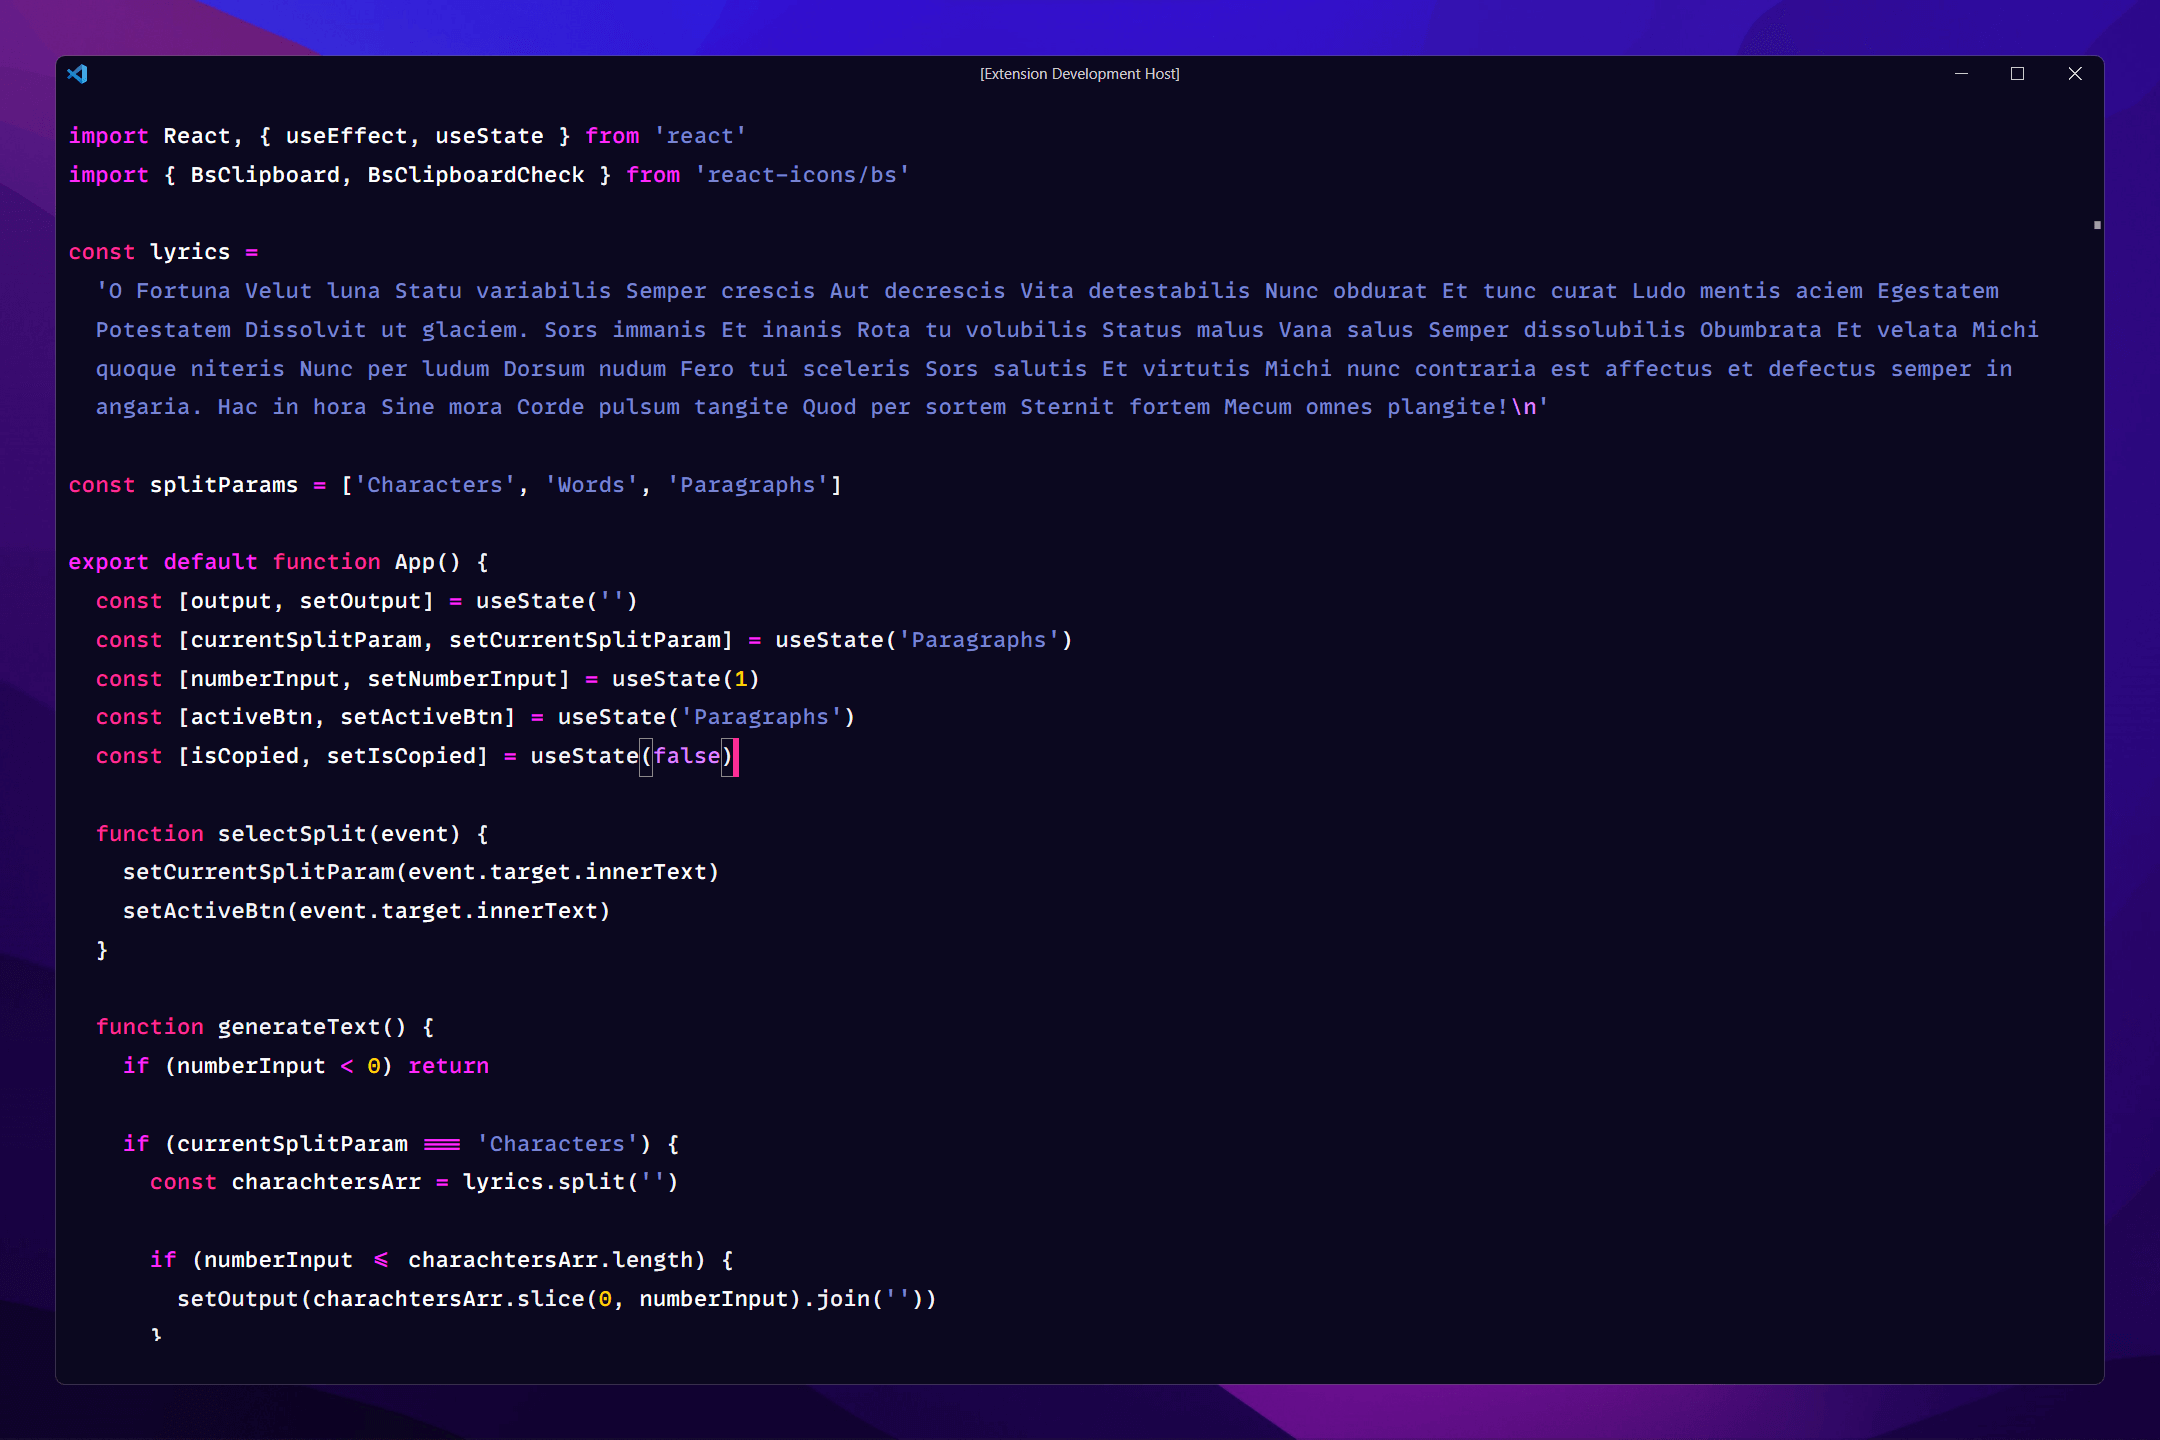 [Extension Development Host]
import React, { useEffect, useState } from 'react'
import { BsClipboard, BsClipboardCheck } from 'react-icons/bs'
const lyrics =
'O Fortuna Velut luna Statu variabilis Semper crescis Aut decrescis Vita detestabilis Nunc obdurat Et tunc curat Ludo mentis aciem Egestatem
Potestatem Dissolvit ut glaciem. Sors immanis Et inanis Rota tu volubilis Status malus Vana salus Semper dissolubilis Obumbrata Et velata Michi
quoque niteris Nunc per ludum Dorsum nudum Fero tui sceleris Sors salutis Et virtutis Michi nunc contraria est affectus et defectus semper in
angaria. Hac in hora Sine mora Corde pulsum tangite Quod per sortem Sternit fortem Mecum omnes plangite!\n'
const splitParams = ['Characters', 'Words', 'Paragraphs']
export default function App() {
const [output, setOutput] = useState('')
const [currentSplitParam, setCurrentSplitParam] = useState('Paragraphs')
const [numberInput, setNumberInput] = useState(1)
const [activeBtn, setActiveBtn] = useState('Paragraphs')
const [isCopied, setIsCopied] = useState(false)
function selectSplit(event) {
setCurrentSplitParam(event.target.innerText)
setActiveBtn(event.target.innerText)
}
function generateText() {
if (numberInput < 0) return
if (currentSplitParam === 'Characters') {
const charachtersArr = lyrics.split('')
if (numberInput <= charachtersArr.length) {
setOutput(charachtersArr.slice(0, numberInput).join(''))
}